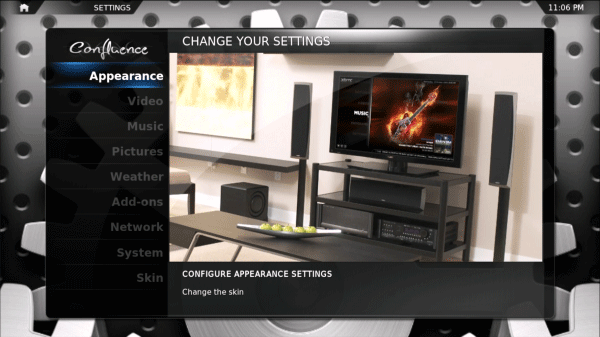 SETTINGS
11:06 PM
Confluence
CHANGE YOUR SETTINGS
Appearance
Video
Music
Pictures
Weather
Add-ons
Network
System
Skin
MUSIC
CONFIGURE APPEARANCE SETTINGS
Change the skin